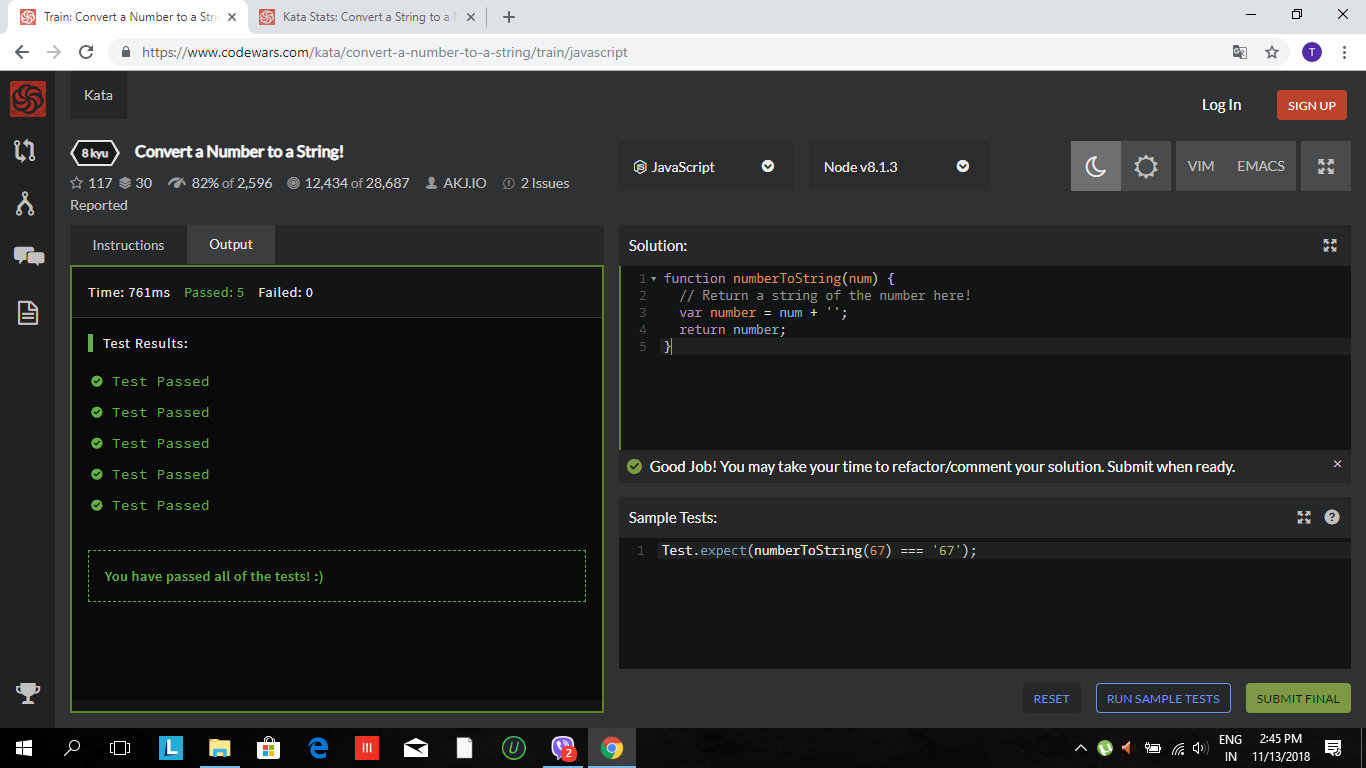 Train: Convert a Number to a Stri
Kata Stats: Convert a String to a N
https://www.codewars.com/kata/convert-a-number-to-a-string/train/javascript
T
Kata
Log In
SIGN UP
8 kyu
Convert a Number to a String!
117 30 82% of 2,596 12,434 of 28,687 AKJ.IO 2 Issues
Reported
JavaScript
Node v8.1.3
VIM
EMACS
Instructions
Output
Time: 761ms Passed: 5 Failed: 0
Test Results:
Test Passed
Test Passed
Test Passed
Test Passed
Test Passed
You have passed all of the tests! :)
Solution:
1 function numberToString(num) {
2 // Return a string of the number here!
3 var number = num + '';
4 return number;
5 }
Good Job! You may take your time to refactor/comment your solution. Submit when ready.
Sample Tests:
1 Test.expect(numberToString(67) === '67');
RESET
RUN SAMPLE TESTS
SUBMIT FINAL
L
2
ENG
IN
2:45 PM
11/13/2018